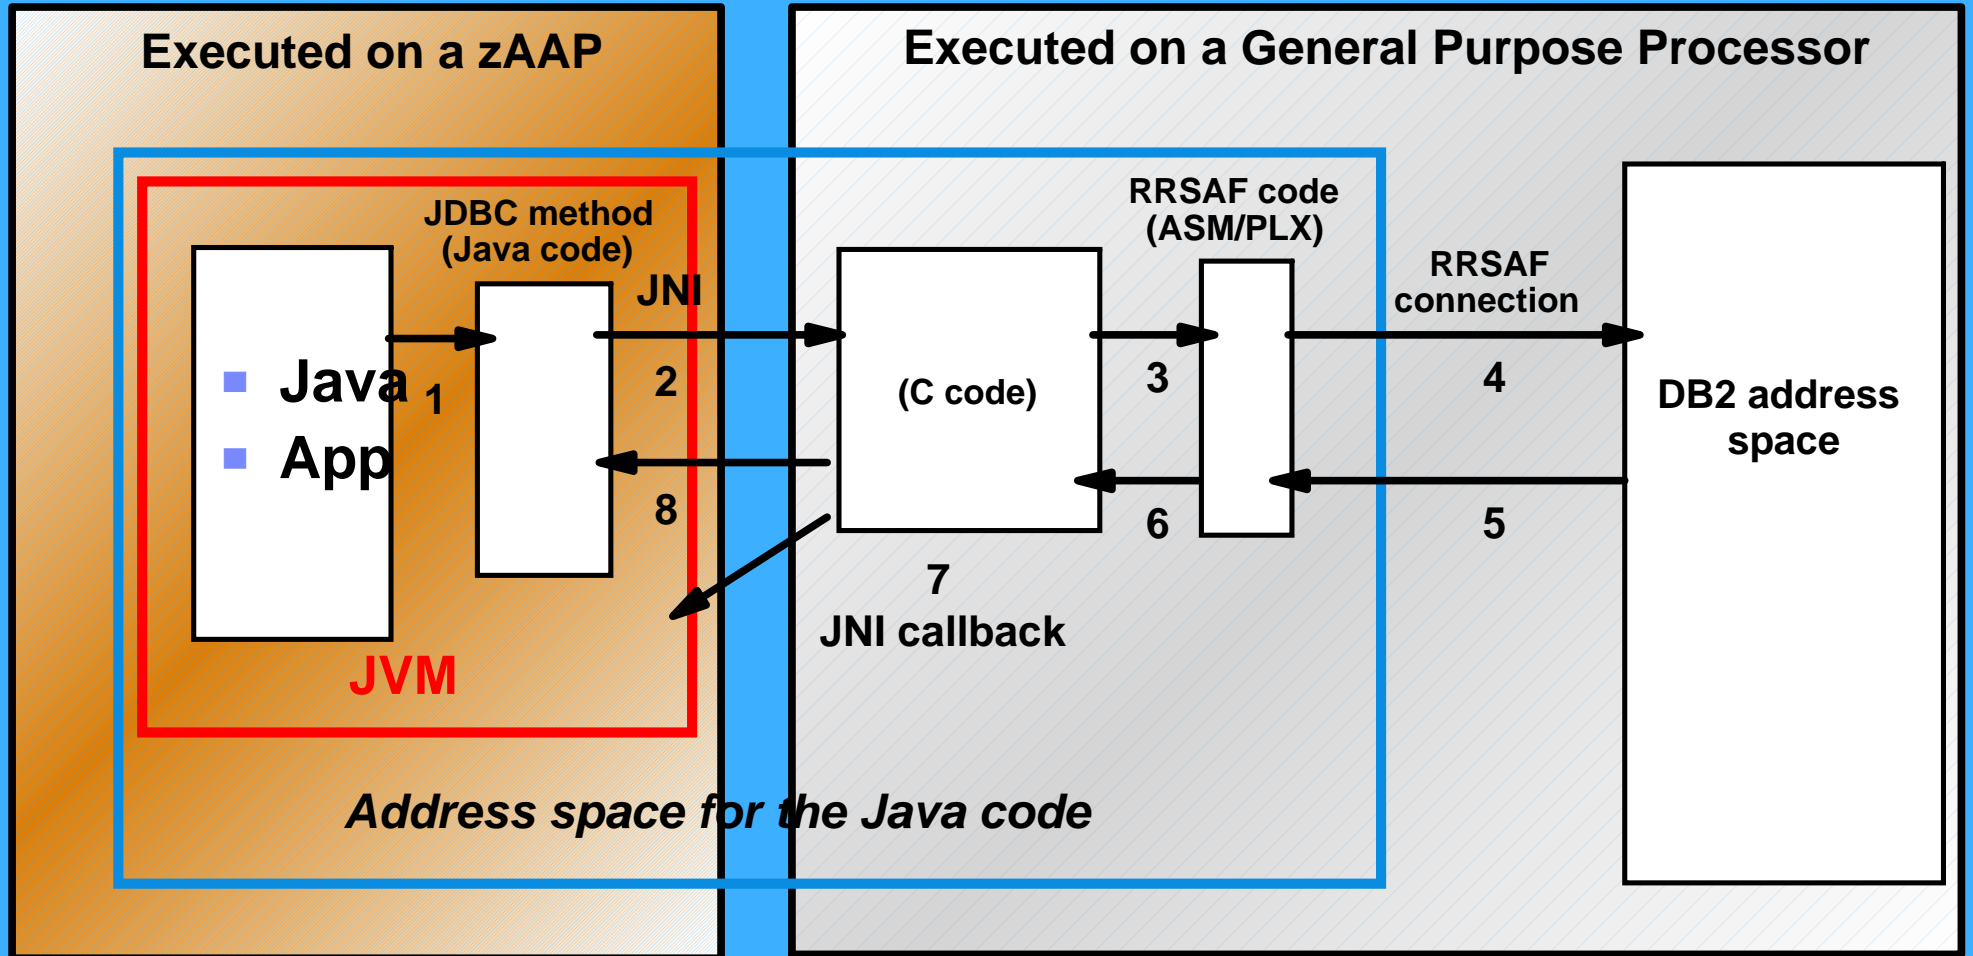 Executed on a zAAP
Executed on a General Purpose Processor
JDBC method
(Java code)
JNI
RRSAF code
(ASM/PLX)
RRSAF
connection
Java
App
1
2
(C code)
3
4
DB2 address
space
8
6
5
7
JNI callback
JVM
Address space for the Java code